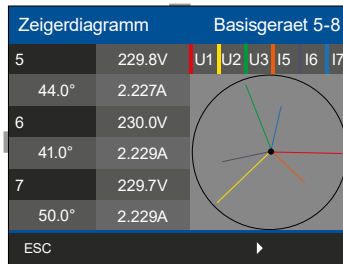 Zeigerdiagramm Basisgeraet 5-8
5 229.8V U1 U2 U3 I5 I6 I7
44.0° 2.227A
6 230.0V
41.0° 2.229A
7 229.7V
50.0° 2.229A
ESC